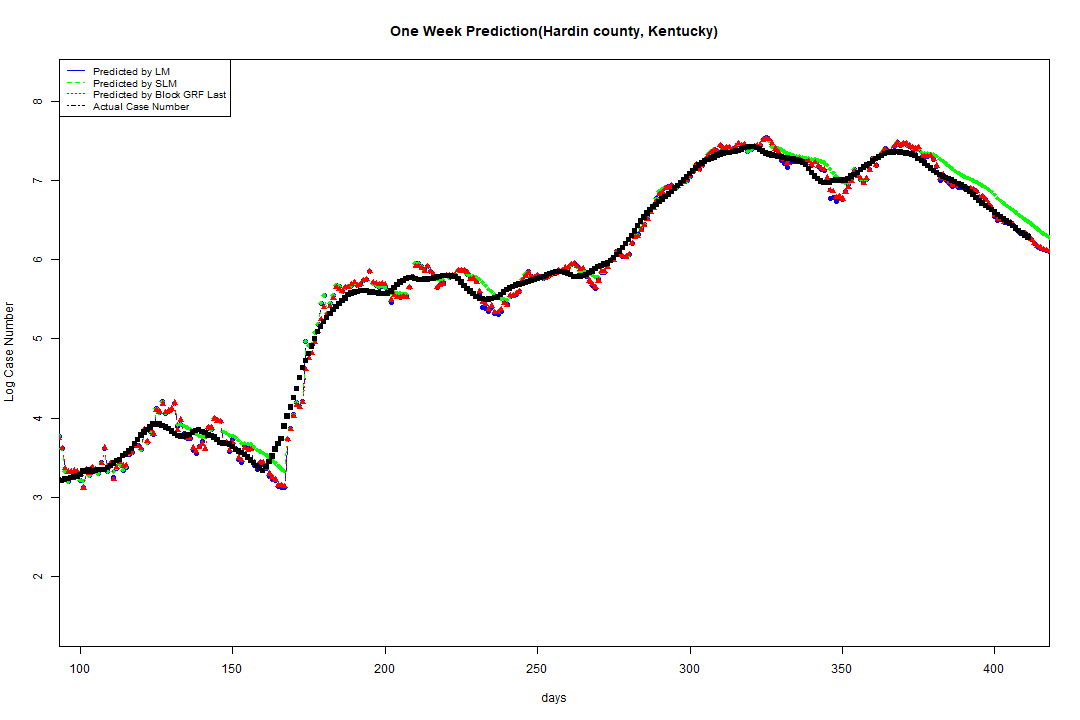 One Week Prediction(Hardin county, Kentucky)
Predicted by LM
Predicted by SLM
Predicted by Block GRF Last
Actual Case Number
8
7
6
5
4
3
2
Log Case Number
100 150 200 250 300 350 400
days